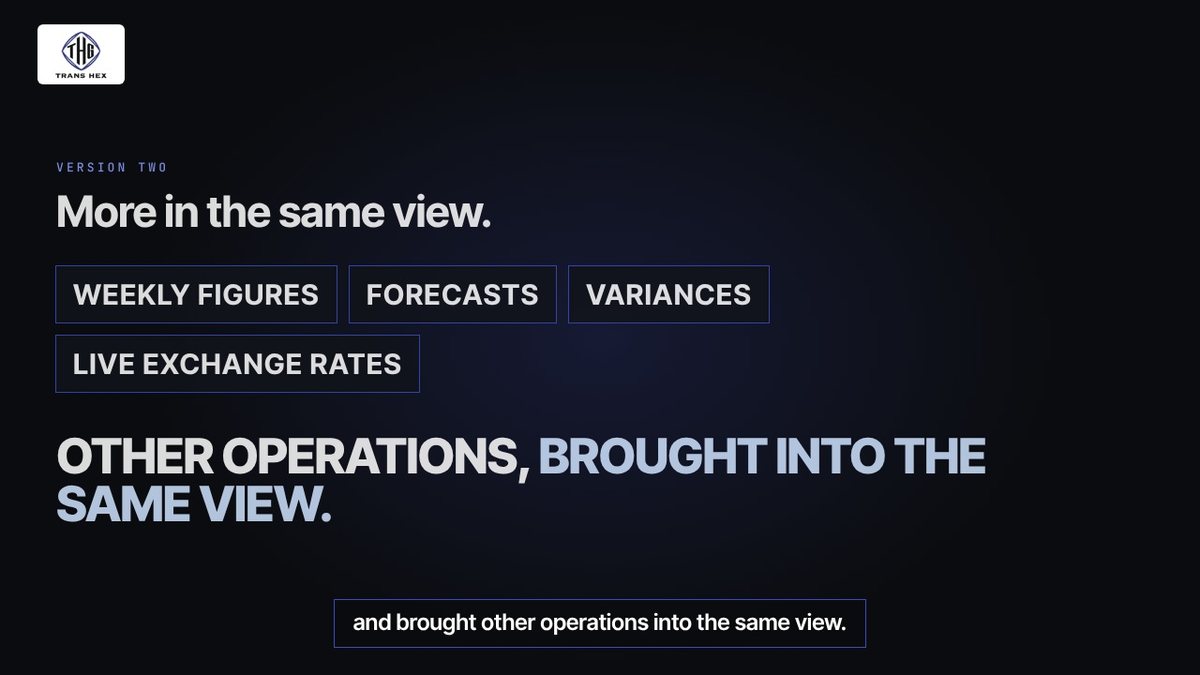 THG
TRANS HEX
VERSION TWO
More in the same view.
WEEKLY FIGURES
FORECASTS
VARIANCES
LIVE EXCHANGE RATES
OTHER OPERATIONS, BROUGHT INTO THE
SAME VIEW.
and brought other operations into the same view.